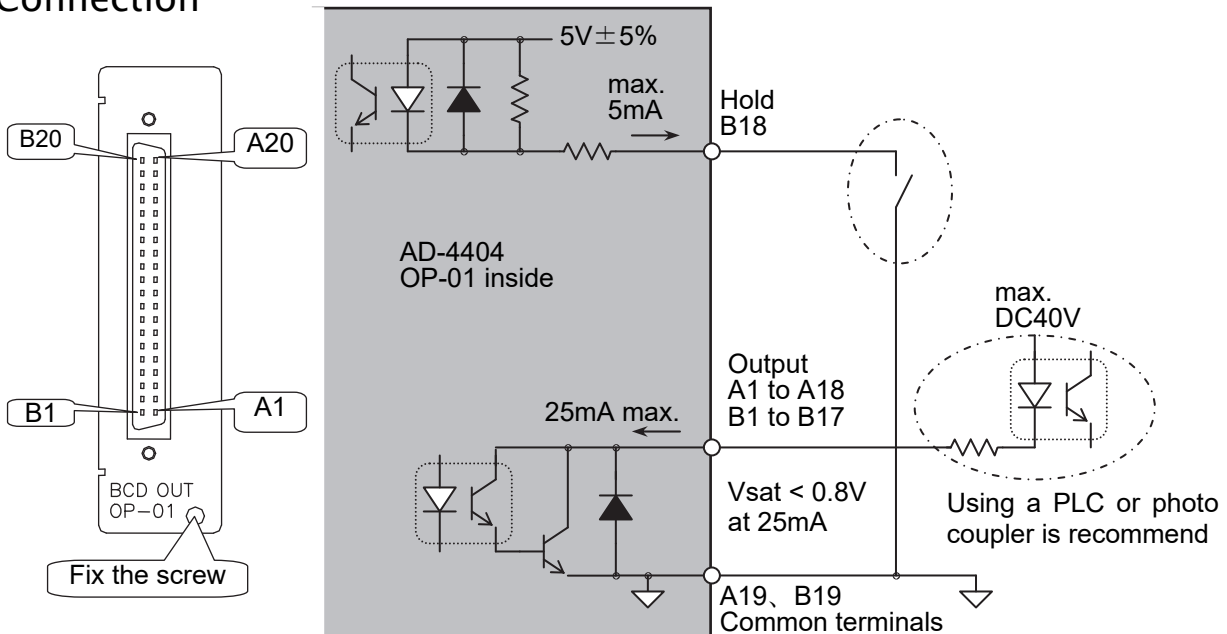 Connection
B20
A20
B1
A1
BCD OUT
OP-01
Fix the screw
5V±5%
max.
5mA
Hold
B18
AD-4404
OP-01 inside
max.
DC40V
Output
A1 to A18
B1 to B17
25mA max.
Vsat < 0.8V
at 25mA
Using a PLC or photo
coupler is recommend
A19、B19
Common terminals